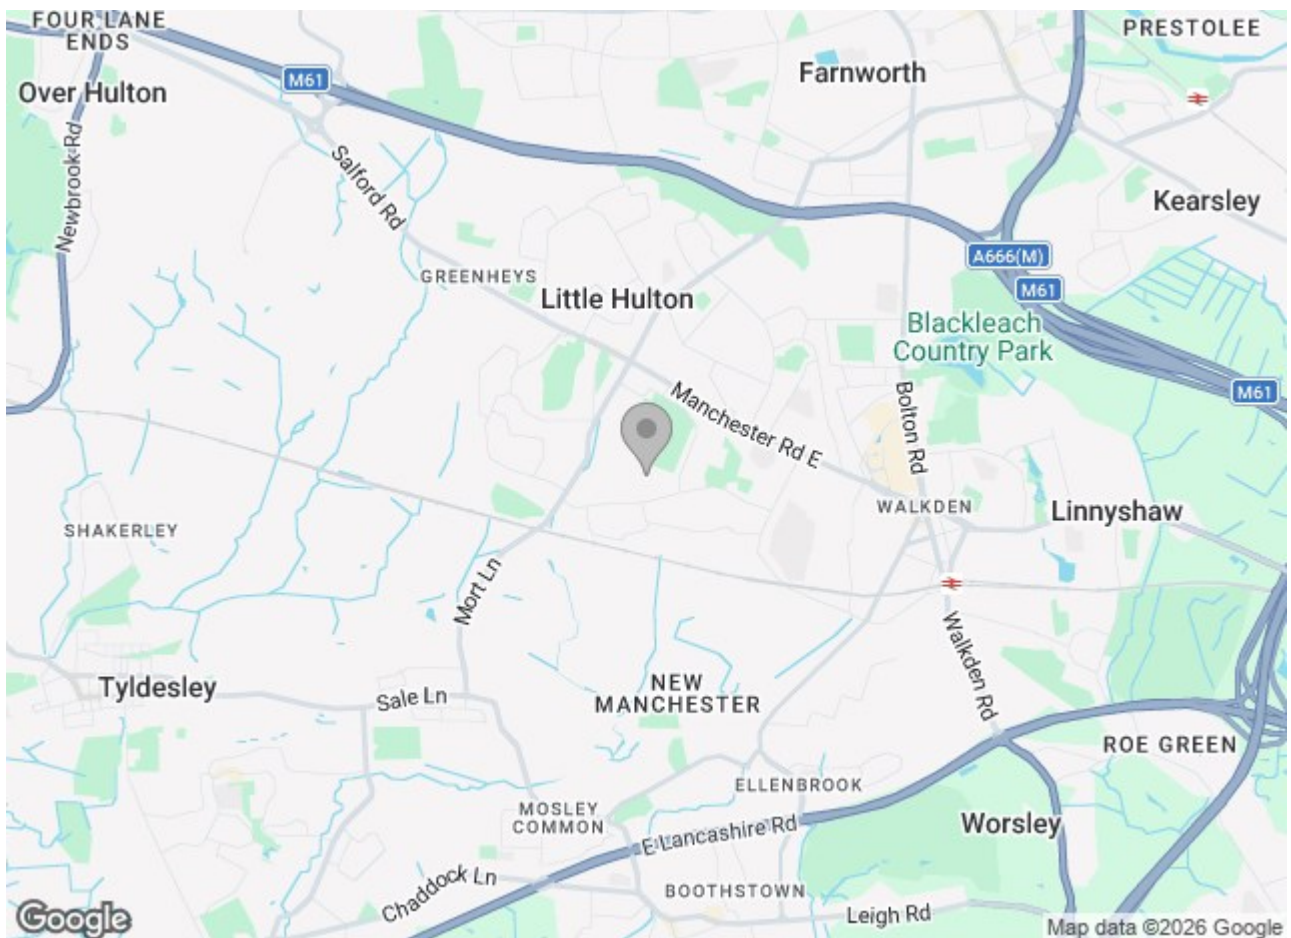 FOUR LANE
ENDS
PRESTOLEE
M61
Farnworth
Over Hulton
Newbrook Rd
Salford Rd
Kearsley
A666(M)
GREENHEYS
M61
Little Hulton
Blackleach
Country Park
M61
Manchester Rd E
Bolton Rd
WALKDEN
Linnyshaw
SHAKERLEY
Mort Ln
Walkden Rd
Tyldesley
Sale Ln
NEW
MANCHESTER
ROE GREEN
ELLENBROOK
MOSLEY
COMMON
E Lancashire Rd
Worsley
Chaddock Ln
BOOTHSTOWN
Leigh Rd
Google
Map data ©2026 Google